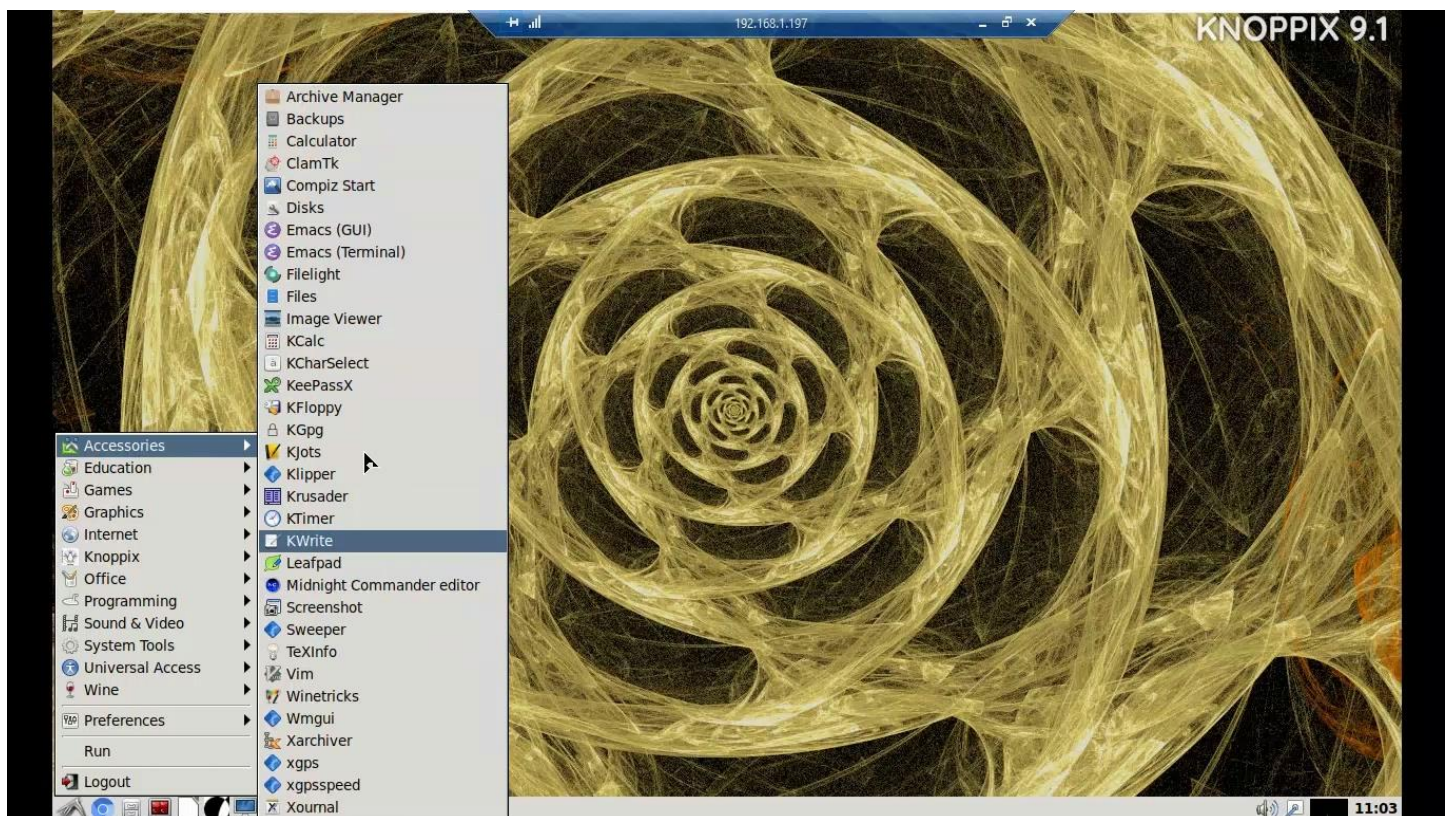 192.168.1.197
KNOPPIX 9.1
Archive Manager
Backups
Calculator
ClamTk
Compiz Start
Disks
Emacs (GUI)
Emacs (Terminal)
Filelight
Files
Image Viewer
KCalc
KCharSelect
KeePassX
KFloppy
KGpg
KJots
Klipper
Krusader
KTimer
KWrite
Leafpad
Midnight Commander editor
Screenshot
Sweeper
TeXInfo
Vim
Winetricks
Wmgui
Xarchiver
xgps
xgpsspeed
Xournal
Accessories
Education
Games
Graphics
Internet
Knoppix
Office
Programming
Sound & Video
System Tools
Universal Access
Wine
Preferences
Run
Logout
11:03